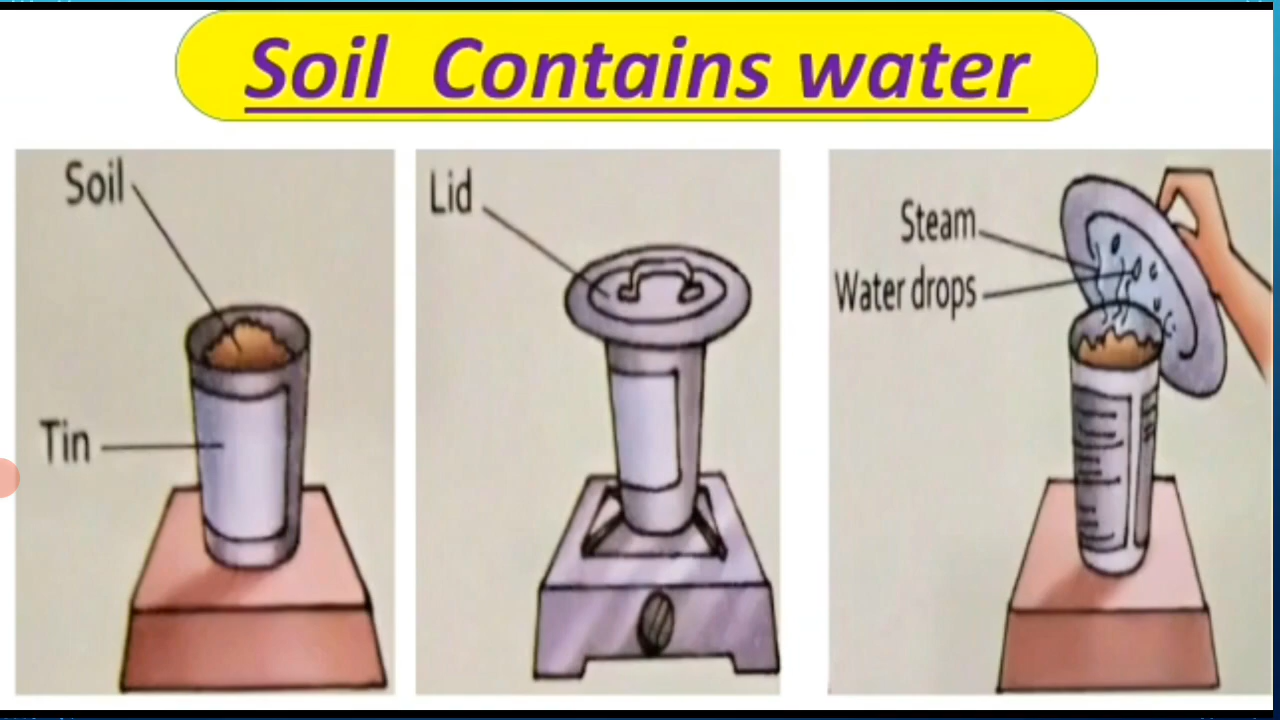 Soil Contains water
Soil
Tin
Lid
Steam
Water drops